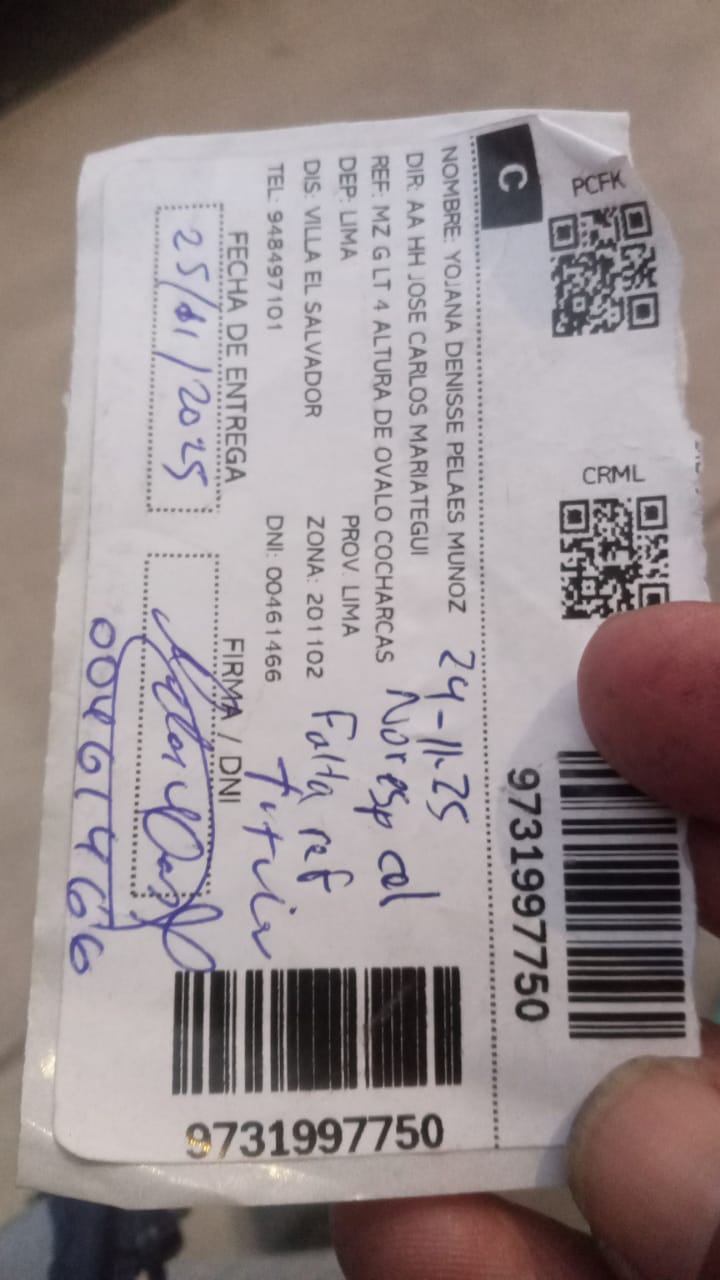 PCFK
CRML
9731997750
C
NOMBRE: YOJANA DENISSE PELAES MUNOZ
24-11-25
DIR: AA HH JOSE CARLOS MARIATEGUI
REF: MZ G LT 4 ALTURA DE OVALO COCHARCAS
No resp cel
DEP: LIMA PROV: LIMA
DIS: VILLA EL SALVADOR ZONA: 201102
Falta ref
TEL: 948497101 DNI: 00461466
FECHA DE ENTREGA FIRMA / DNI
25/11/2025
00461466
9731997750